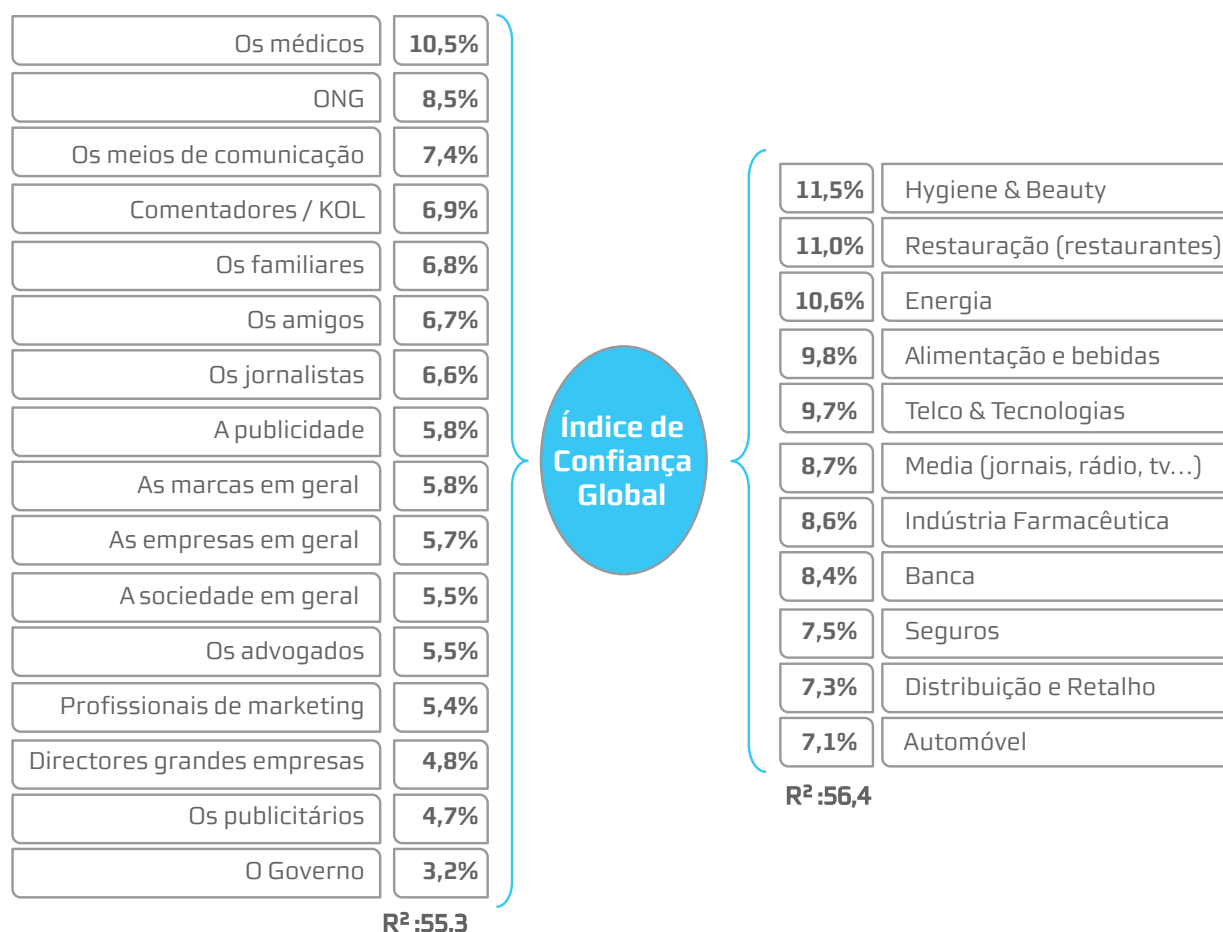 Os médicos 10,5%
ONG 8,5%
Os meios de comunicação 7,4%
Comentadores / KOL 6,9%
Os familiares 6,8%
Os amigos 6,7%
Os jornalistas 6,6%
A publicidade 5,8%
As marcas em geral 5,8%
As empresas em geral 5,7%
A sociedade em geral 5,5%
Os advogados 5,5%
Profissionais de marketing 5,4%
Directores grandes empresas 4,8%
Os publicitários 4,7%
O Governo 3,2%
R² :55,3
Índice de
Confiança
Global
11,5% Hygiene & Beauty
11,0% Restauração (restaurantes)
10,6% Energia
9,8% Alimentação e bebidas
9,7% Telco & Tecnologias
8,7% Media (jornais, rádio, tv...)
8,6% Indústria Farmacêutica
8,4% Banca
7,5% Seguros
7,3% Distribuição e Retalho
7,1% Automóvel
R² :56,4